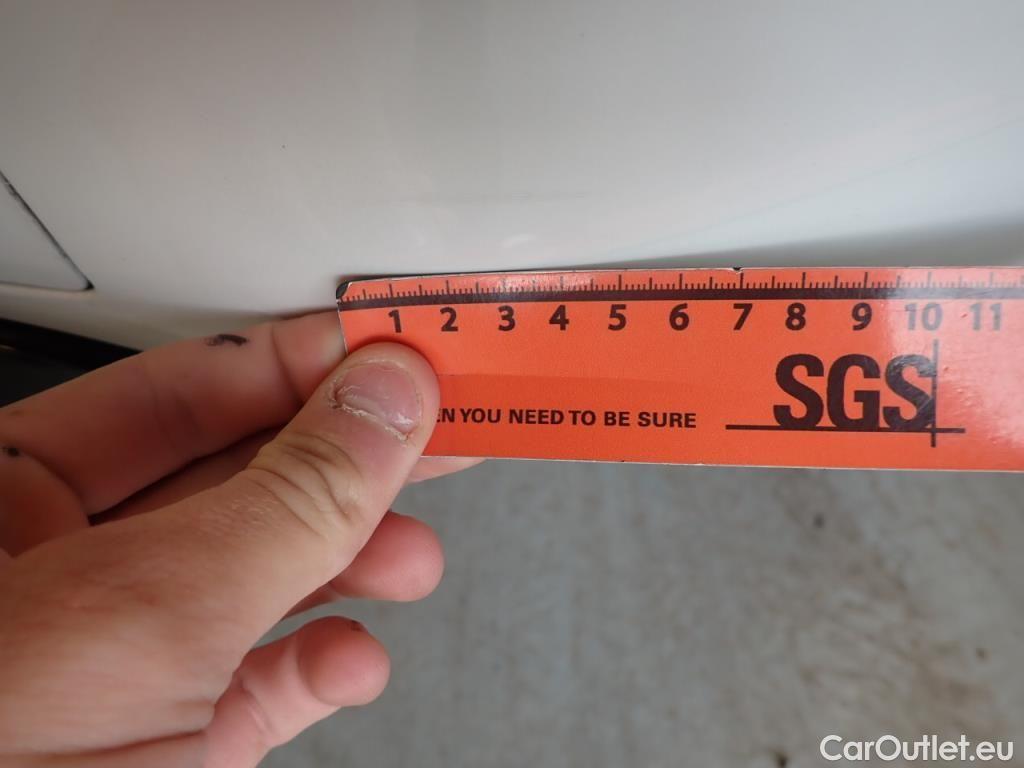 1 2 3 4 5 6 7 8 9 10 11
SGS
EN YOU NEED TO BE SURE
CarOutlet.eu